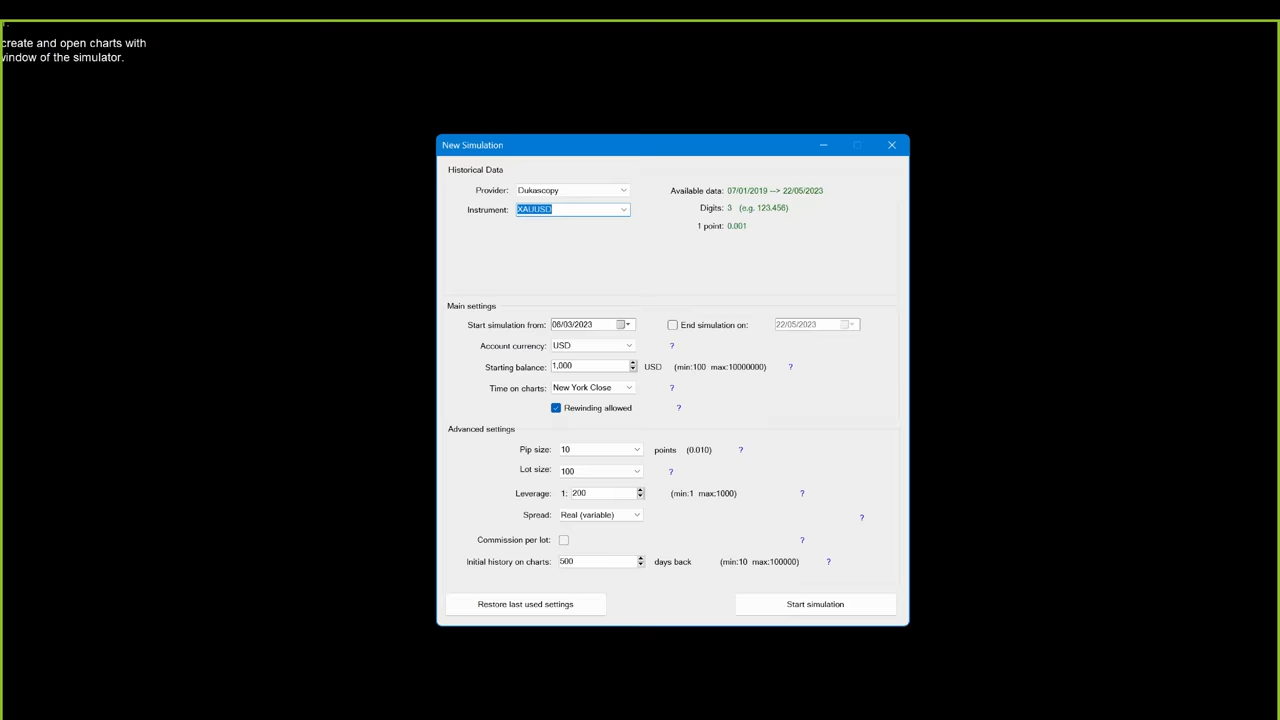 create and open charts with
window of the simulator.
New Simulation
Historical Data
Provider: Dukascopy
Available data: 07/01/2019 --> 22/05/2023
Instrument: XAUUSD
Digits: 3 (e.g. 123.456)
1 point: 0.001
Main settings
Start simulation from: 06/03/2023 End simulation on: 22/05/2023
Account currency: USD ?
Starting balance: 1,000 USD (min:100 max:10000000) ?
Time on charts: New York Close ?
Rewinding allowed ?
Advanced settings
Pip size: 10 points (0.010) ?
Lot size: 100 ?
Leverage: 1: 200 (min:1 max:1000) ?
Spread: Real (variable) ?
Commission per lot: ?
Initial history on charts: 500 days back (min:10 max:100000) ?
Restore last used settings Start simulation